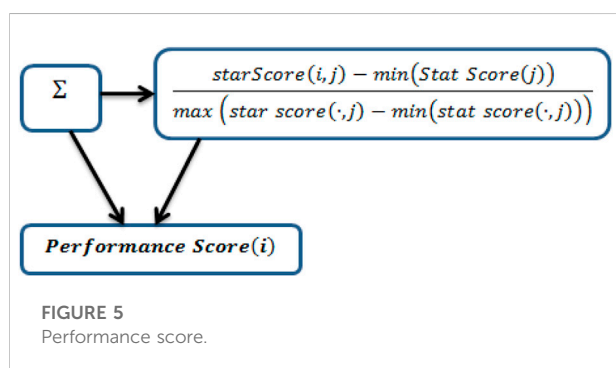 Σ
starScore(i,j) − min(Stat Score(j))
max (star score(·,j) − min(stat score(·,j)))
Performance Score(i)
FIGURE 5
Performance score.